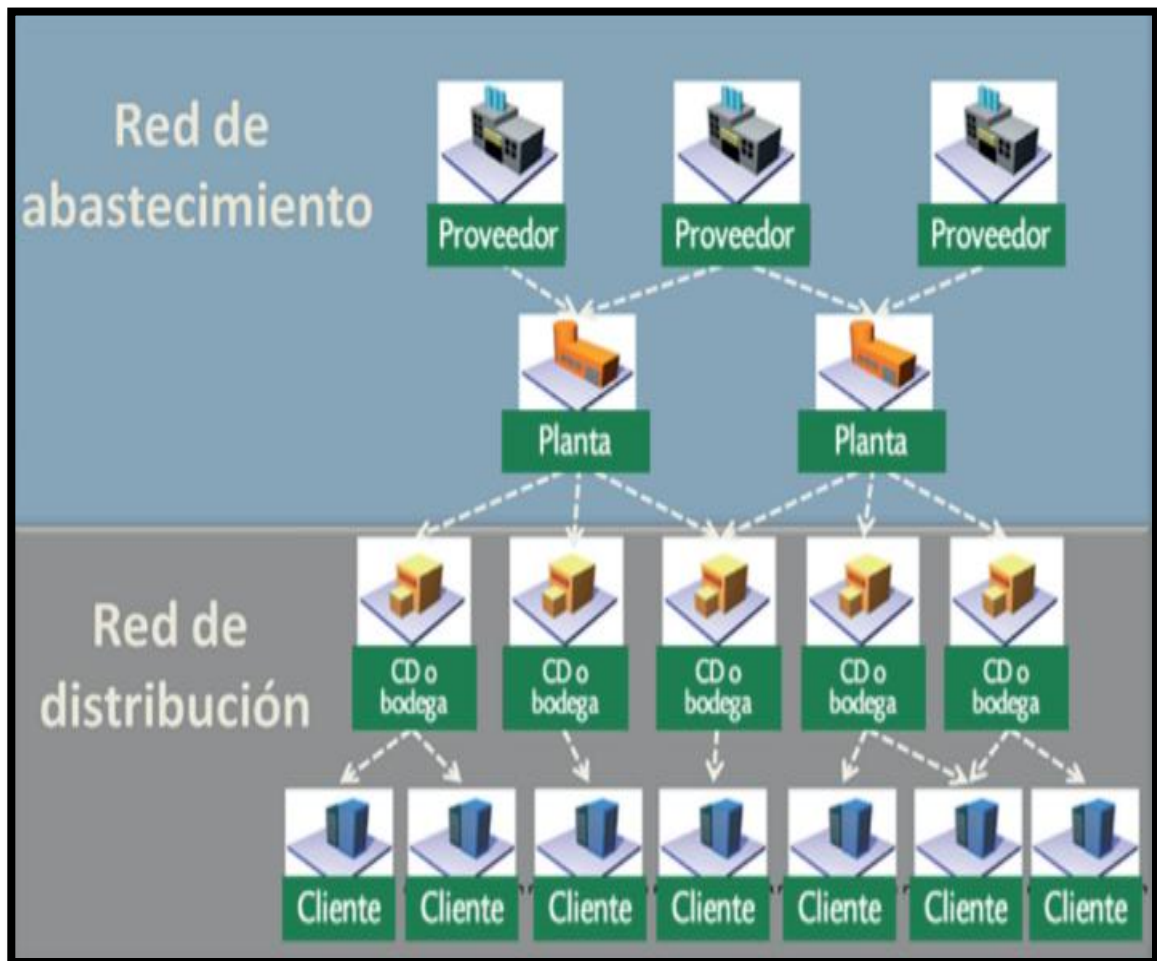 Red de
abastecimiento
Proveedor
Proveedor
Proveedor
Planta
Planta
Red de
distribución
CD o
bodega
CD o
bodega
CD o
bodega
CD o
bodega
CD o
bodega
Cliente
Cliente
Cliente
Cliente
Cliente
Cliente
Cliente